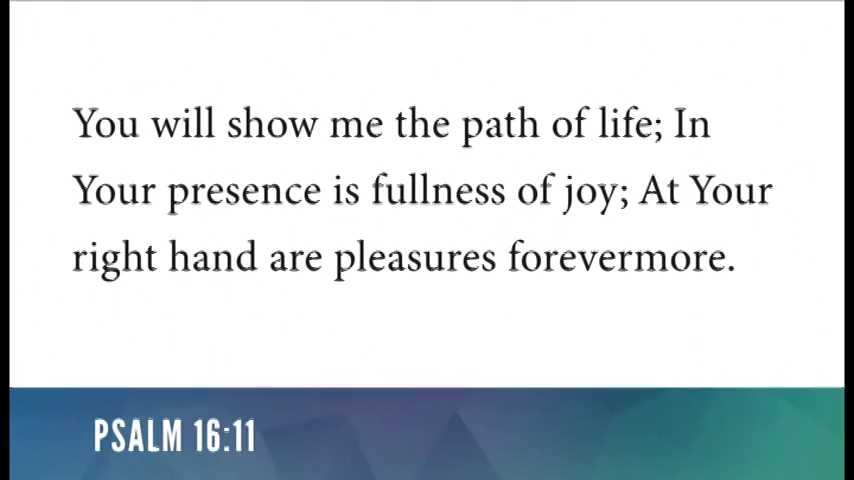 You will show me the path of life; In
Your presence is fullness of joy; At Your
right hand are pleasures forevermore.
PSALM 16:11